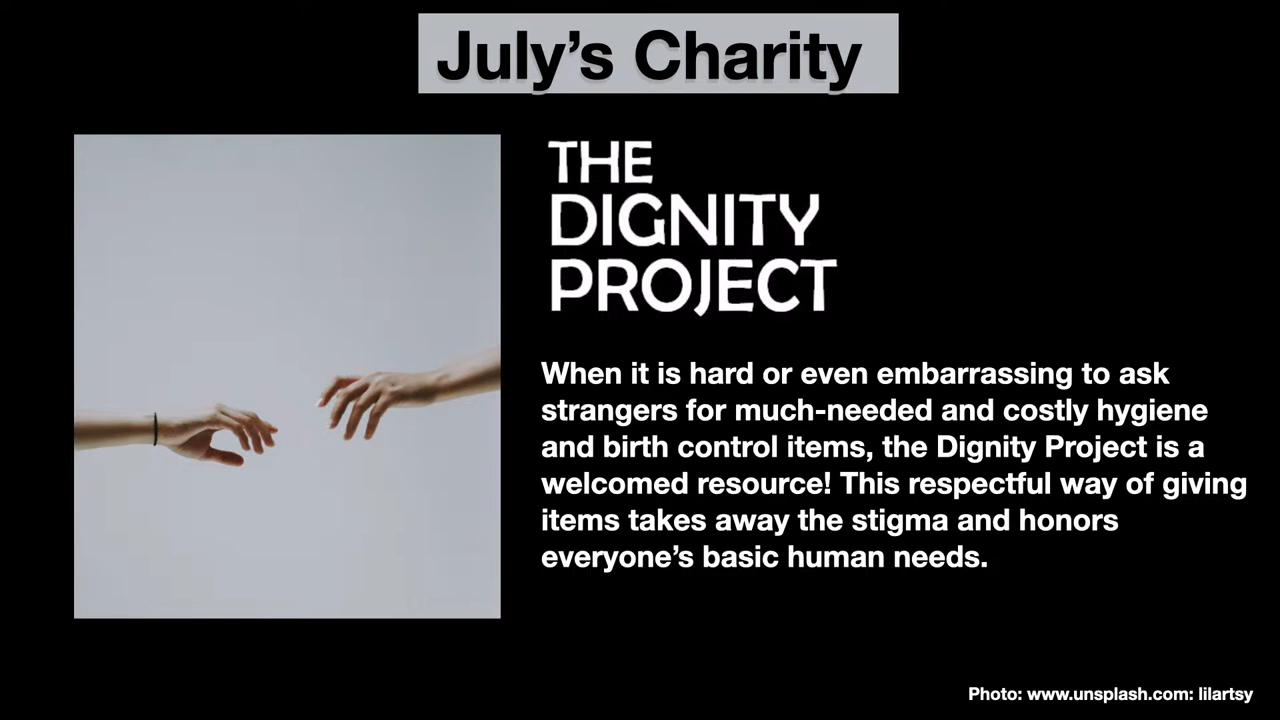 July’s Charity
THE
DIGNITY
PROJECT
When it is hard or even embarrassing to ask
strangers for much-needed and costly hygiene
and birth control items, the Dignity Project is a
welcomed resource! This respectful way of giving
items takes away the stigma and honors
everyone’s basic human needs.
Photo: www.unsplash.com: lilartsy